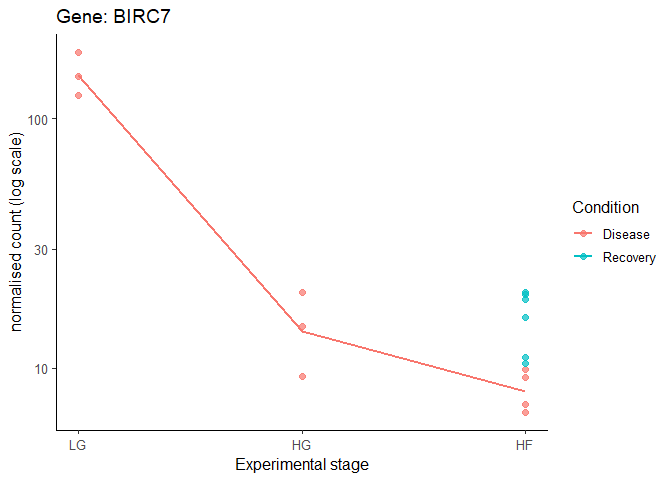 Gene: BIRC7
normalised count (log scale)
100
30
10
LG
HG
HF
Experimental stage
Condition
Disease
Recovery